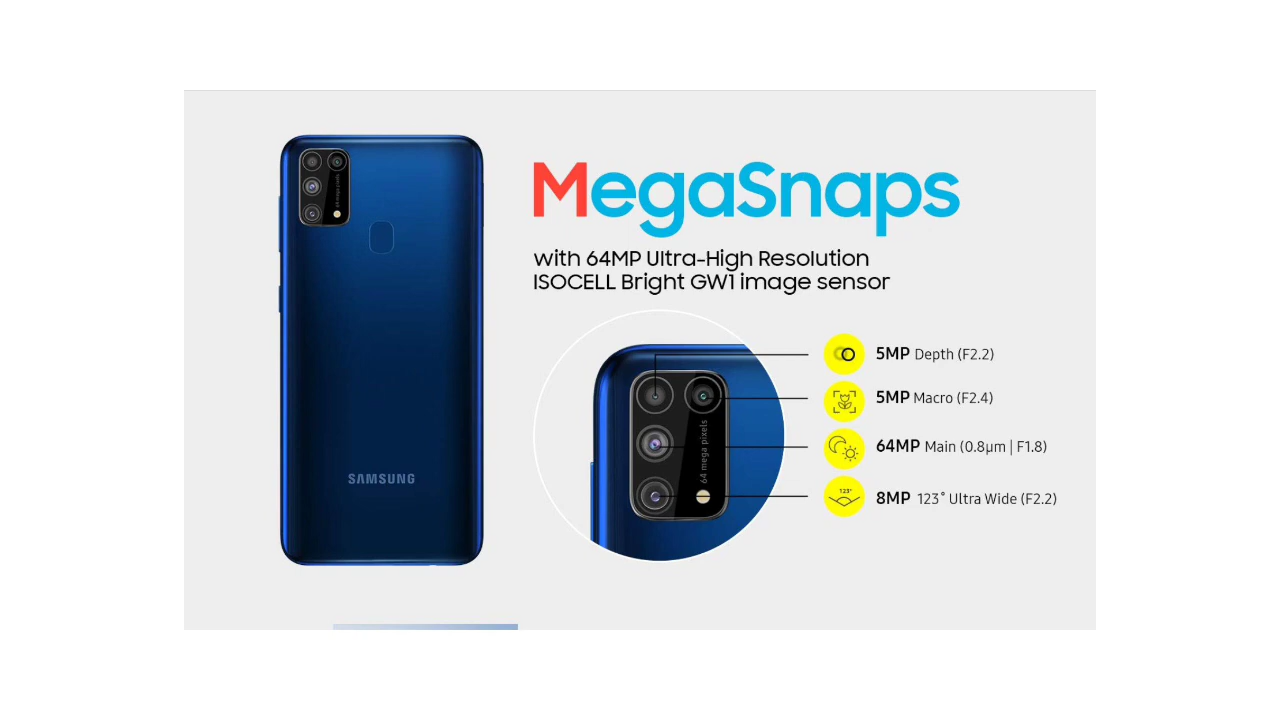 MegaSnaps
with 64MP Ultra-High Resolution
ISOCELL Bright GW1 image sensor
SAMSUNG
64 mega pixels
5MP Depth (F2.2)
5MP Macro (F2.4)
64MP Main (0.8µm | F1.8)
123°
8MP 123° Ultra Wide (F2.2)